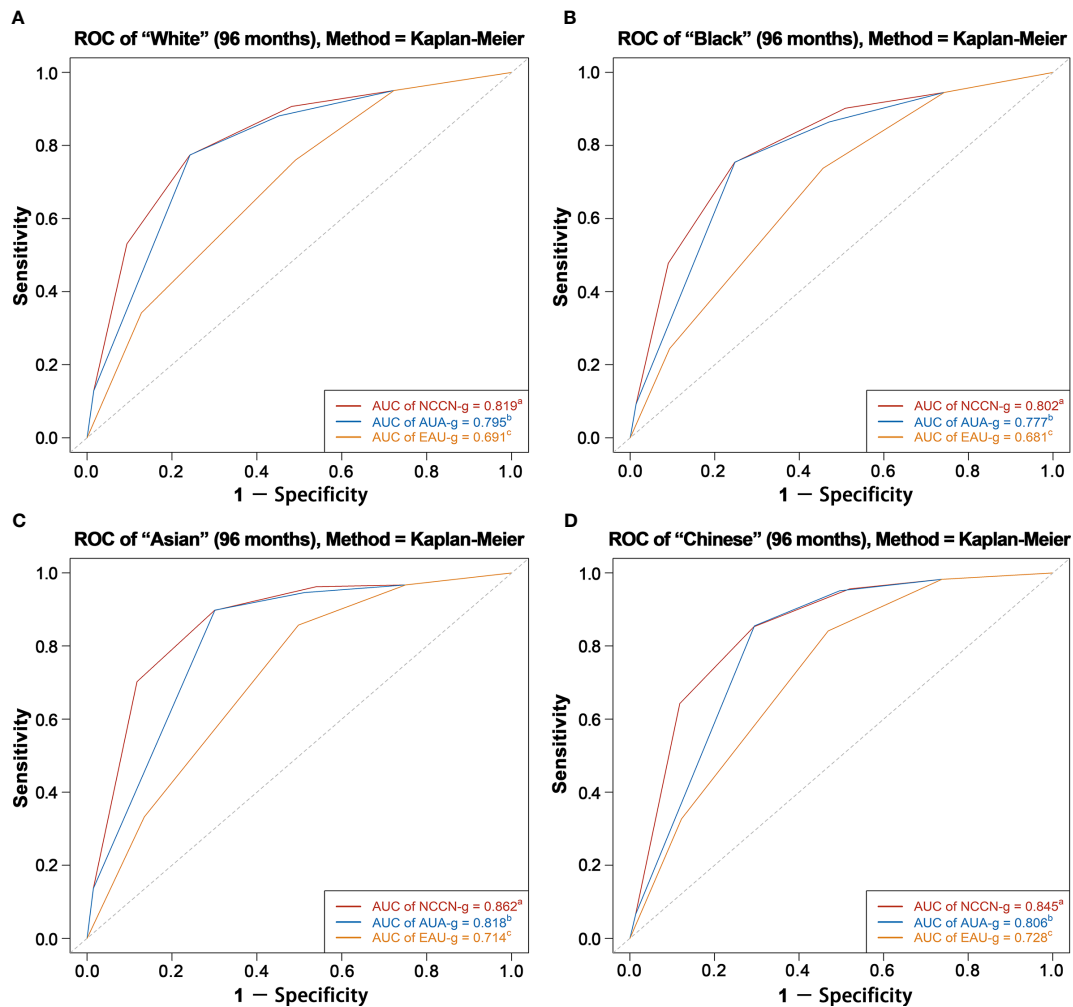 A
ROC of “White” (96 months), Method = Kaplan-Meier
1.0
0.8
0.6
0.4
0.2
0.0
Sensitivity
AUC of NCCN-g = 0.819a
AUC of AUA-g = 0.795b
AUC of EAU-g = 0.691c
0.0 0.2 0.4 0.6 0.8 1.0
1 − Specificity
B
ROC of “Black” (96 months), Method = Kaplan-Meier
1.0
0.8
0.6
0.4
0.2
0.0
Sensitivity
AUC of NCCN-g = 0.802a
AUC of AUA-g = 0.777b
AUC of EAU-g = 0.681c
0.0 0.2 0.4 0.6 0.8 1.0
1 − Specificity
C
ROC of “Asian” (96 months), Method = Kaplan-Meier
1.0
0.8
0.6
0.4
0.2
0.0
Sensitivity
AUC of NCCN-g = 0.862a
AUC of AUA-g = 0.818b
AUC of EAU-g = 0.714c
0.0 0.2 0.4 0.6 0.8 1.0
1 − Specificity
D
ROC of “Chinese” (96 months), Method = Kaplan-Meier
1.0
0.8
0.6
0.4
0.2
0.0
Sensitivity
AUC of NCCN-g = 0.845a
AUC of AUA-g = 0.806b
AUC of EAU-g = 0.728c
0.0 0.2 0.4 0.6 0.8 1.0
1 − Specificity